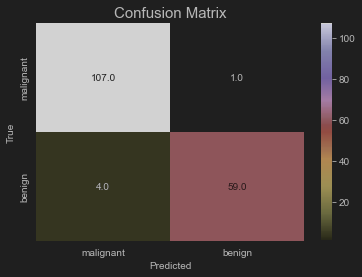 Confusion Matrix
malignant
benign
True
107.0
1.0
4.0
59.0
malignant
benign
Predicted
100
80
60
40
20